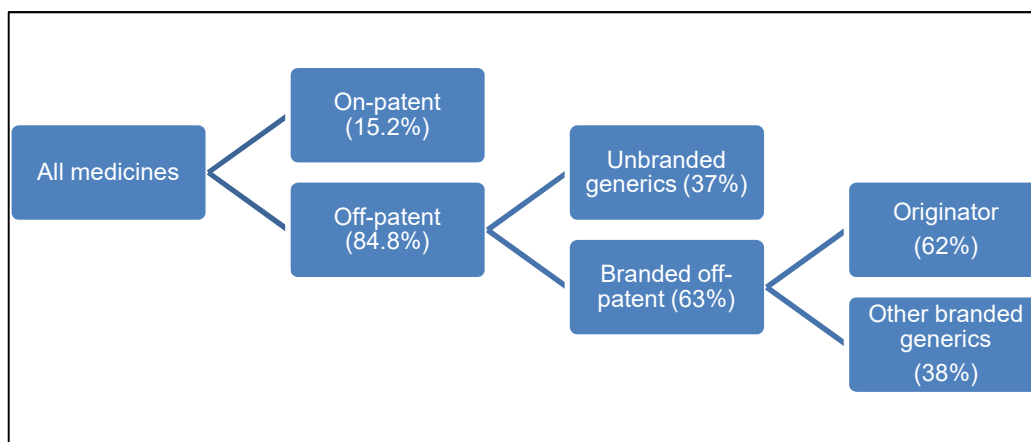 All medicines
On-patent
(15.2%)
Off-patent
(84.8%)
Unbranded
generics (37%)
Branded off-
patent (63%)
Originator
(62%)
Other branded
generics
(38%)